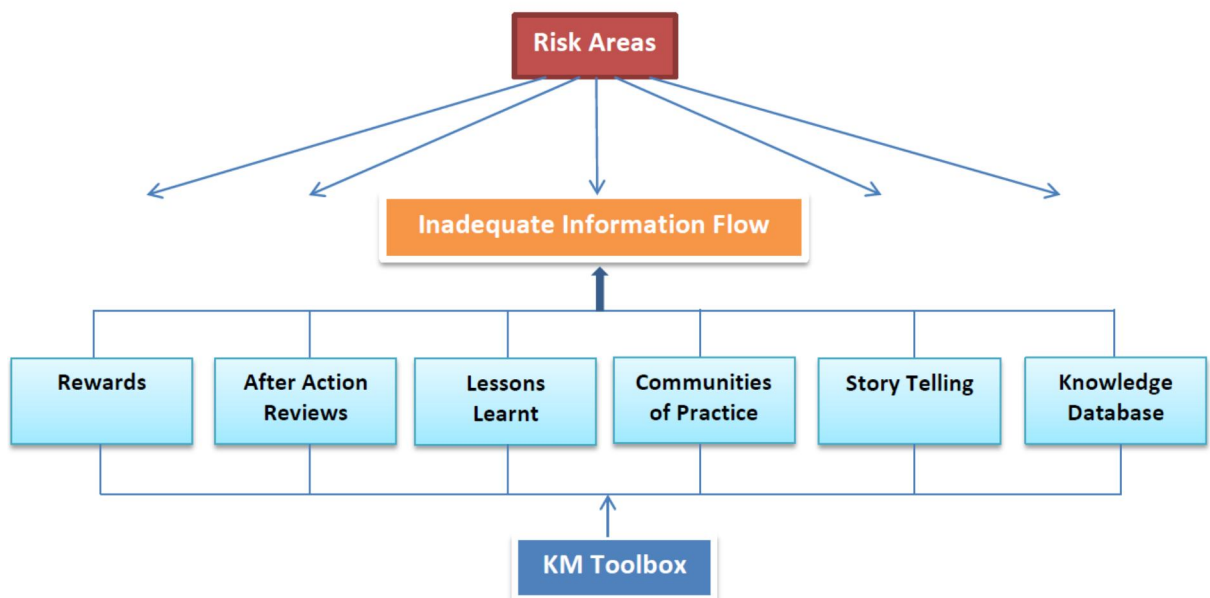 Risk Areas
Inadequate Information Flow
Rewards
After Action
Reviews
Lessons
Learnt
Communities
of Practice
Story Telling
Knowledge
Database
KM Toolbox